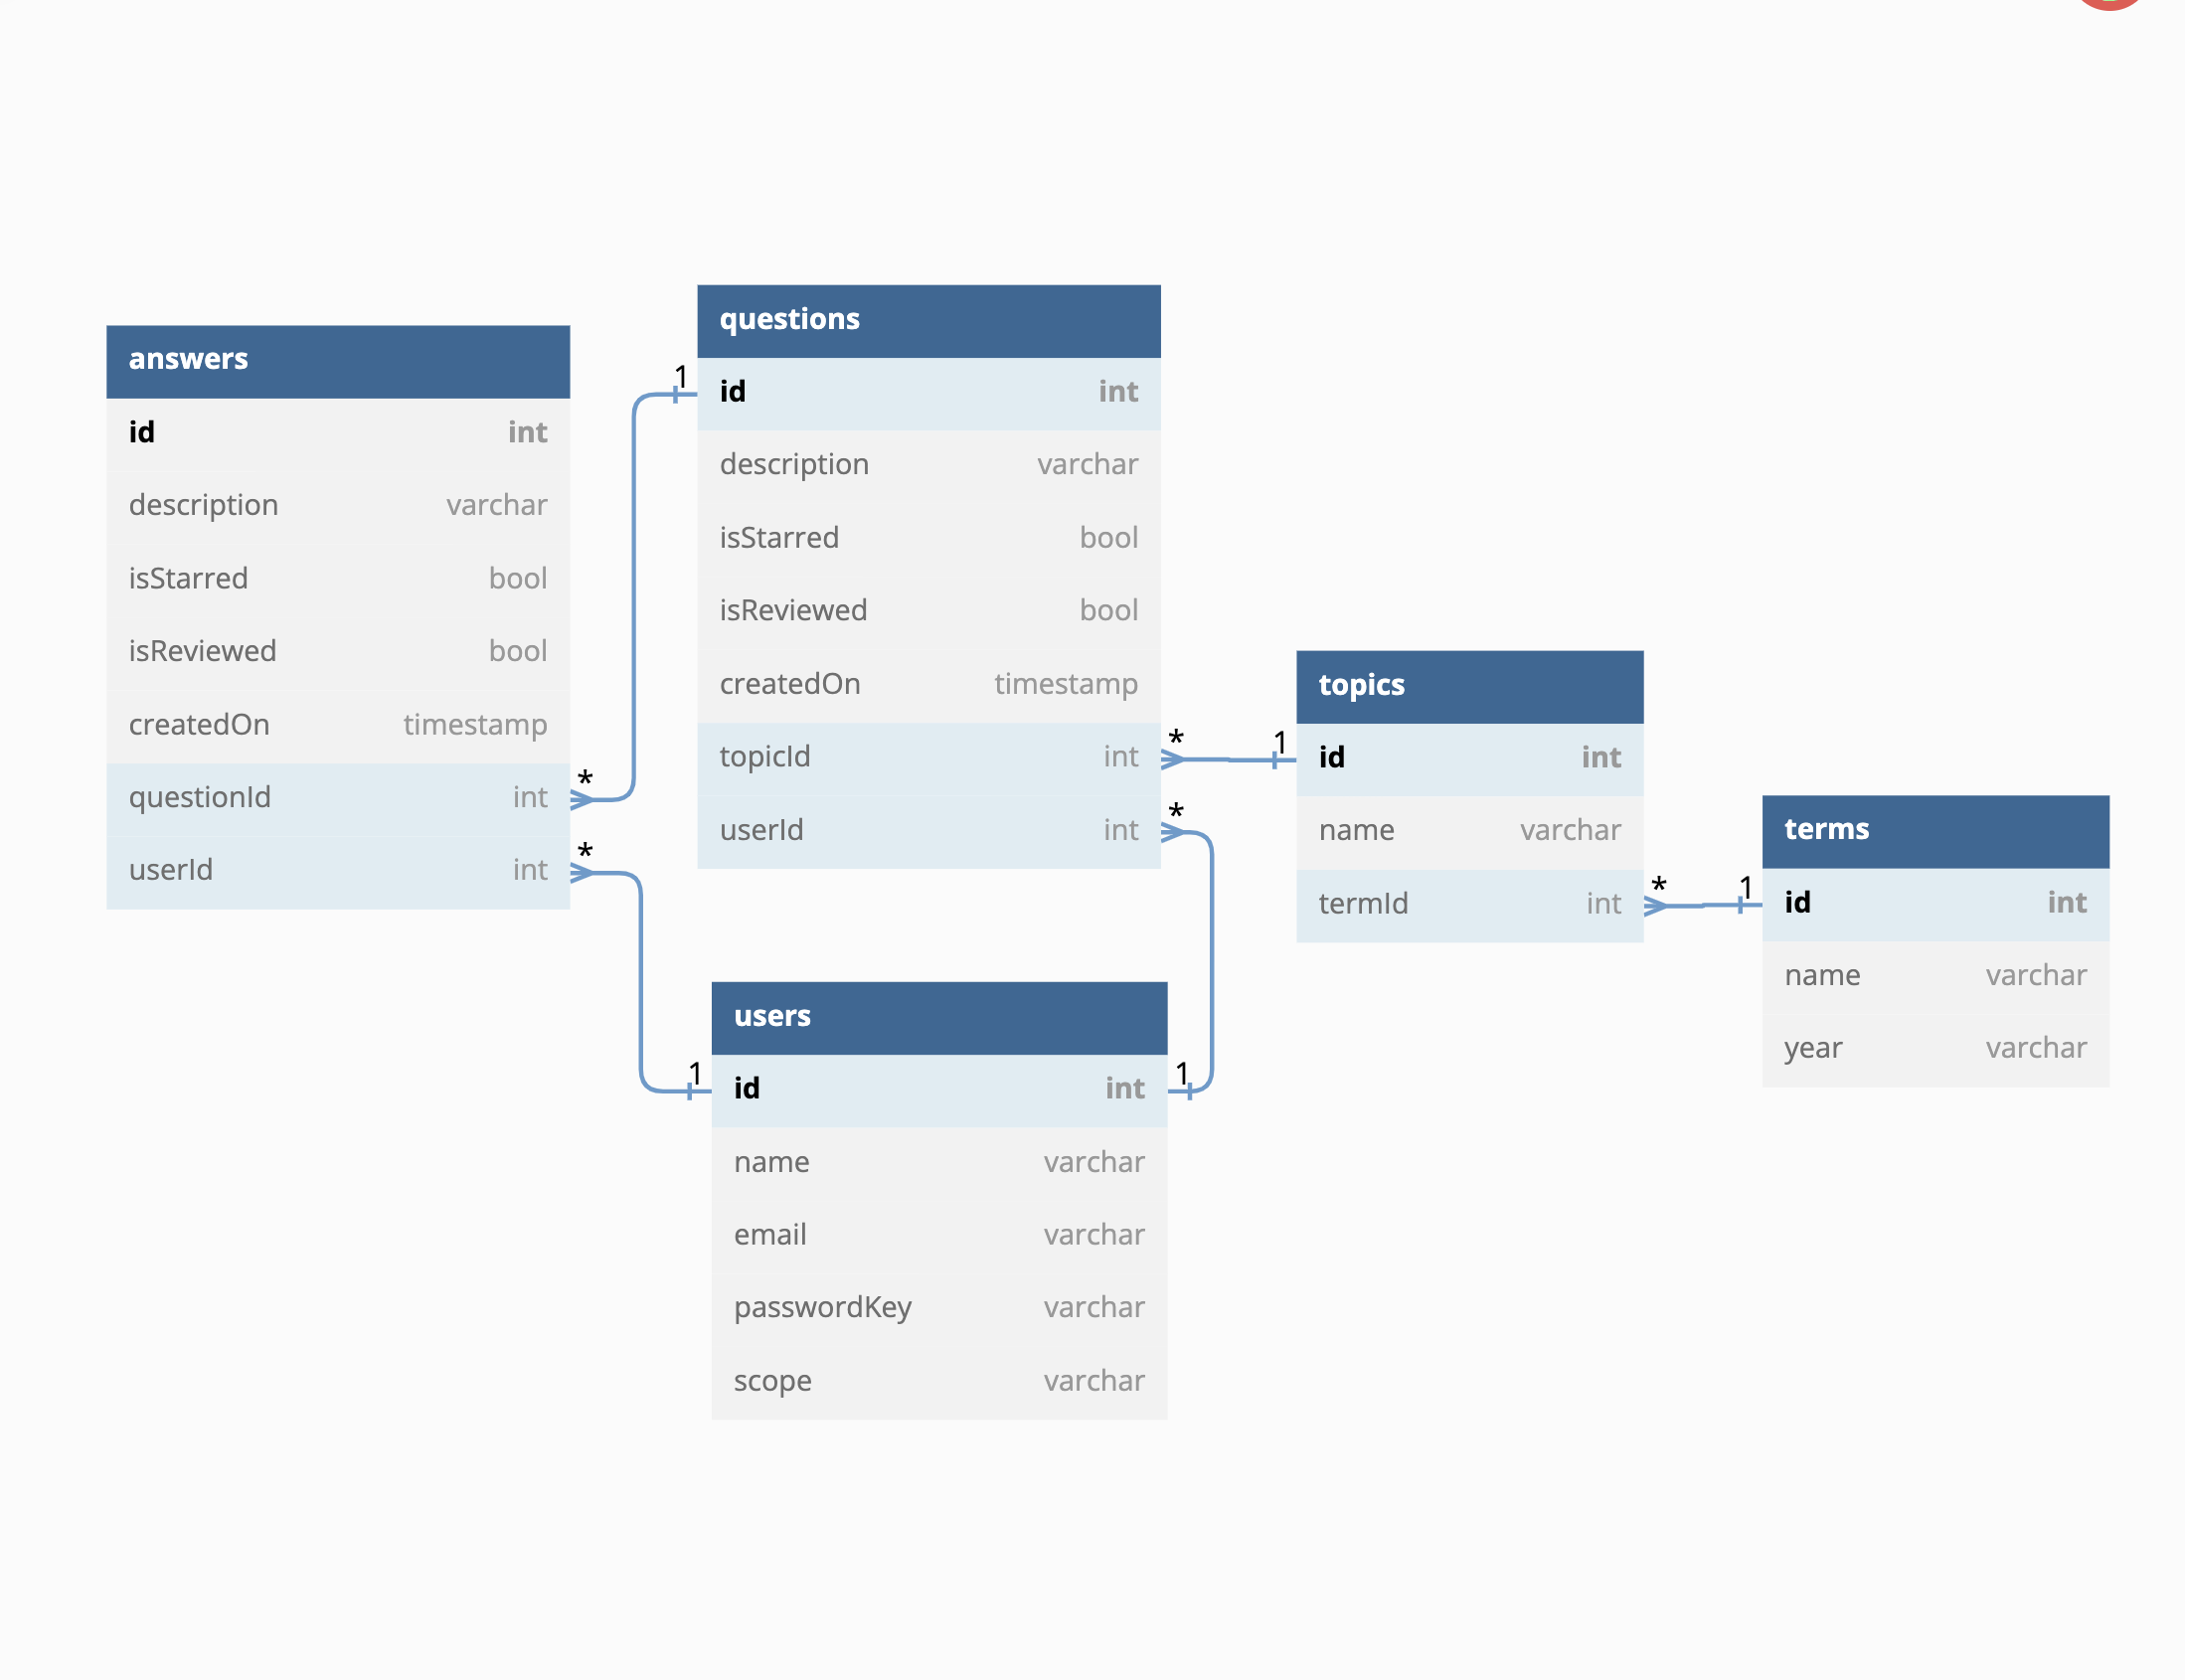 answers
id int
description varchar
isStarred bool
isReviewed bool
createdOn timestamp
questionId int *
userId int *
questions
1 id int
description varchar
isStarred bool
isReviewed bool
createdOn timestamp
topicId int *
userId int *
topics
1 id int
name varchar
termId int *
terms
1 id int
name varchar
year varchar
users
1 id int 1
name varchar
email varchar
passwordKey varchar
scope varchar